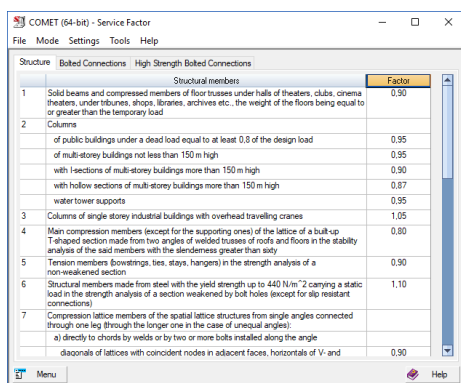 COMET (64-bit) - Service Factor
File Mode Settings Tools Help
Structure Bolted Connections High Strength Bolted Connections
Structural members Factor
1 Solid beams and compressed members of floor trusses under halls of theaters, clubs, cinema 0,90
theaters, under tribunes, shops, libraries, archives etc., the weight of the floors being equal to
or greater than the temporary load
2 Columns
of public buildings under a dead load equal to at least 0,8 of the design load 0,95
of multi-storey buildings not less than 150 m high 0,95
with I-sections of multi-storey buildings more than 150 m high 0,90
with hollow sections of multi-storey buildings more than 150 m high 0,87
water tower supports 0,95
3 Columns of single storey industrial buildings with overhead travelling cranes 1,05
4 Main compression members (except for the supporting ones) of the lattice of a built-up 0,80
T-shaped section made from two angles of welded trusses of roofs and floors in the stability
analysis of the said members with the slenderness greater than sixty
5 Tension members (bowstrings, ties, stays, hangers) in the strength analysis of a 0,90
non-weakened section
6 Structural members made from steel with the yield strength up to 440 N/m^2 carrying a static 1,10
load in the strength analysis of a section weakened by bolt holes (except for slip resistant
connections)
7 Compression lattice members of the spatial lattice structures from single angles connected
through one leg (through the longer one in the case of unequal angles):
a) directly to chords by welds or by two or more bolts installed along the angle
diagonals of lattices with coincident nodes in adjacent faces, horizontals of V- and 0,90
Menu Help